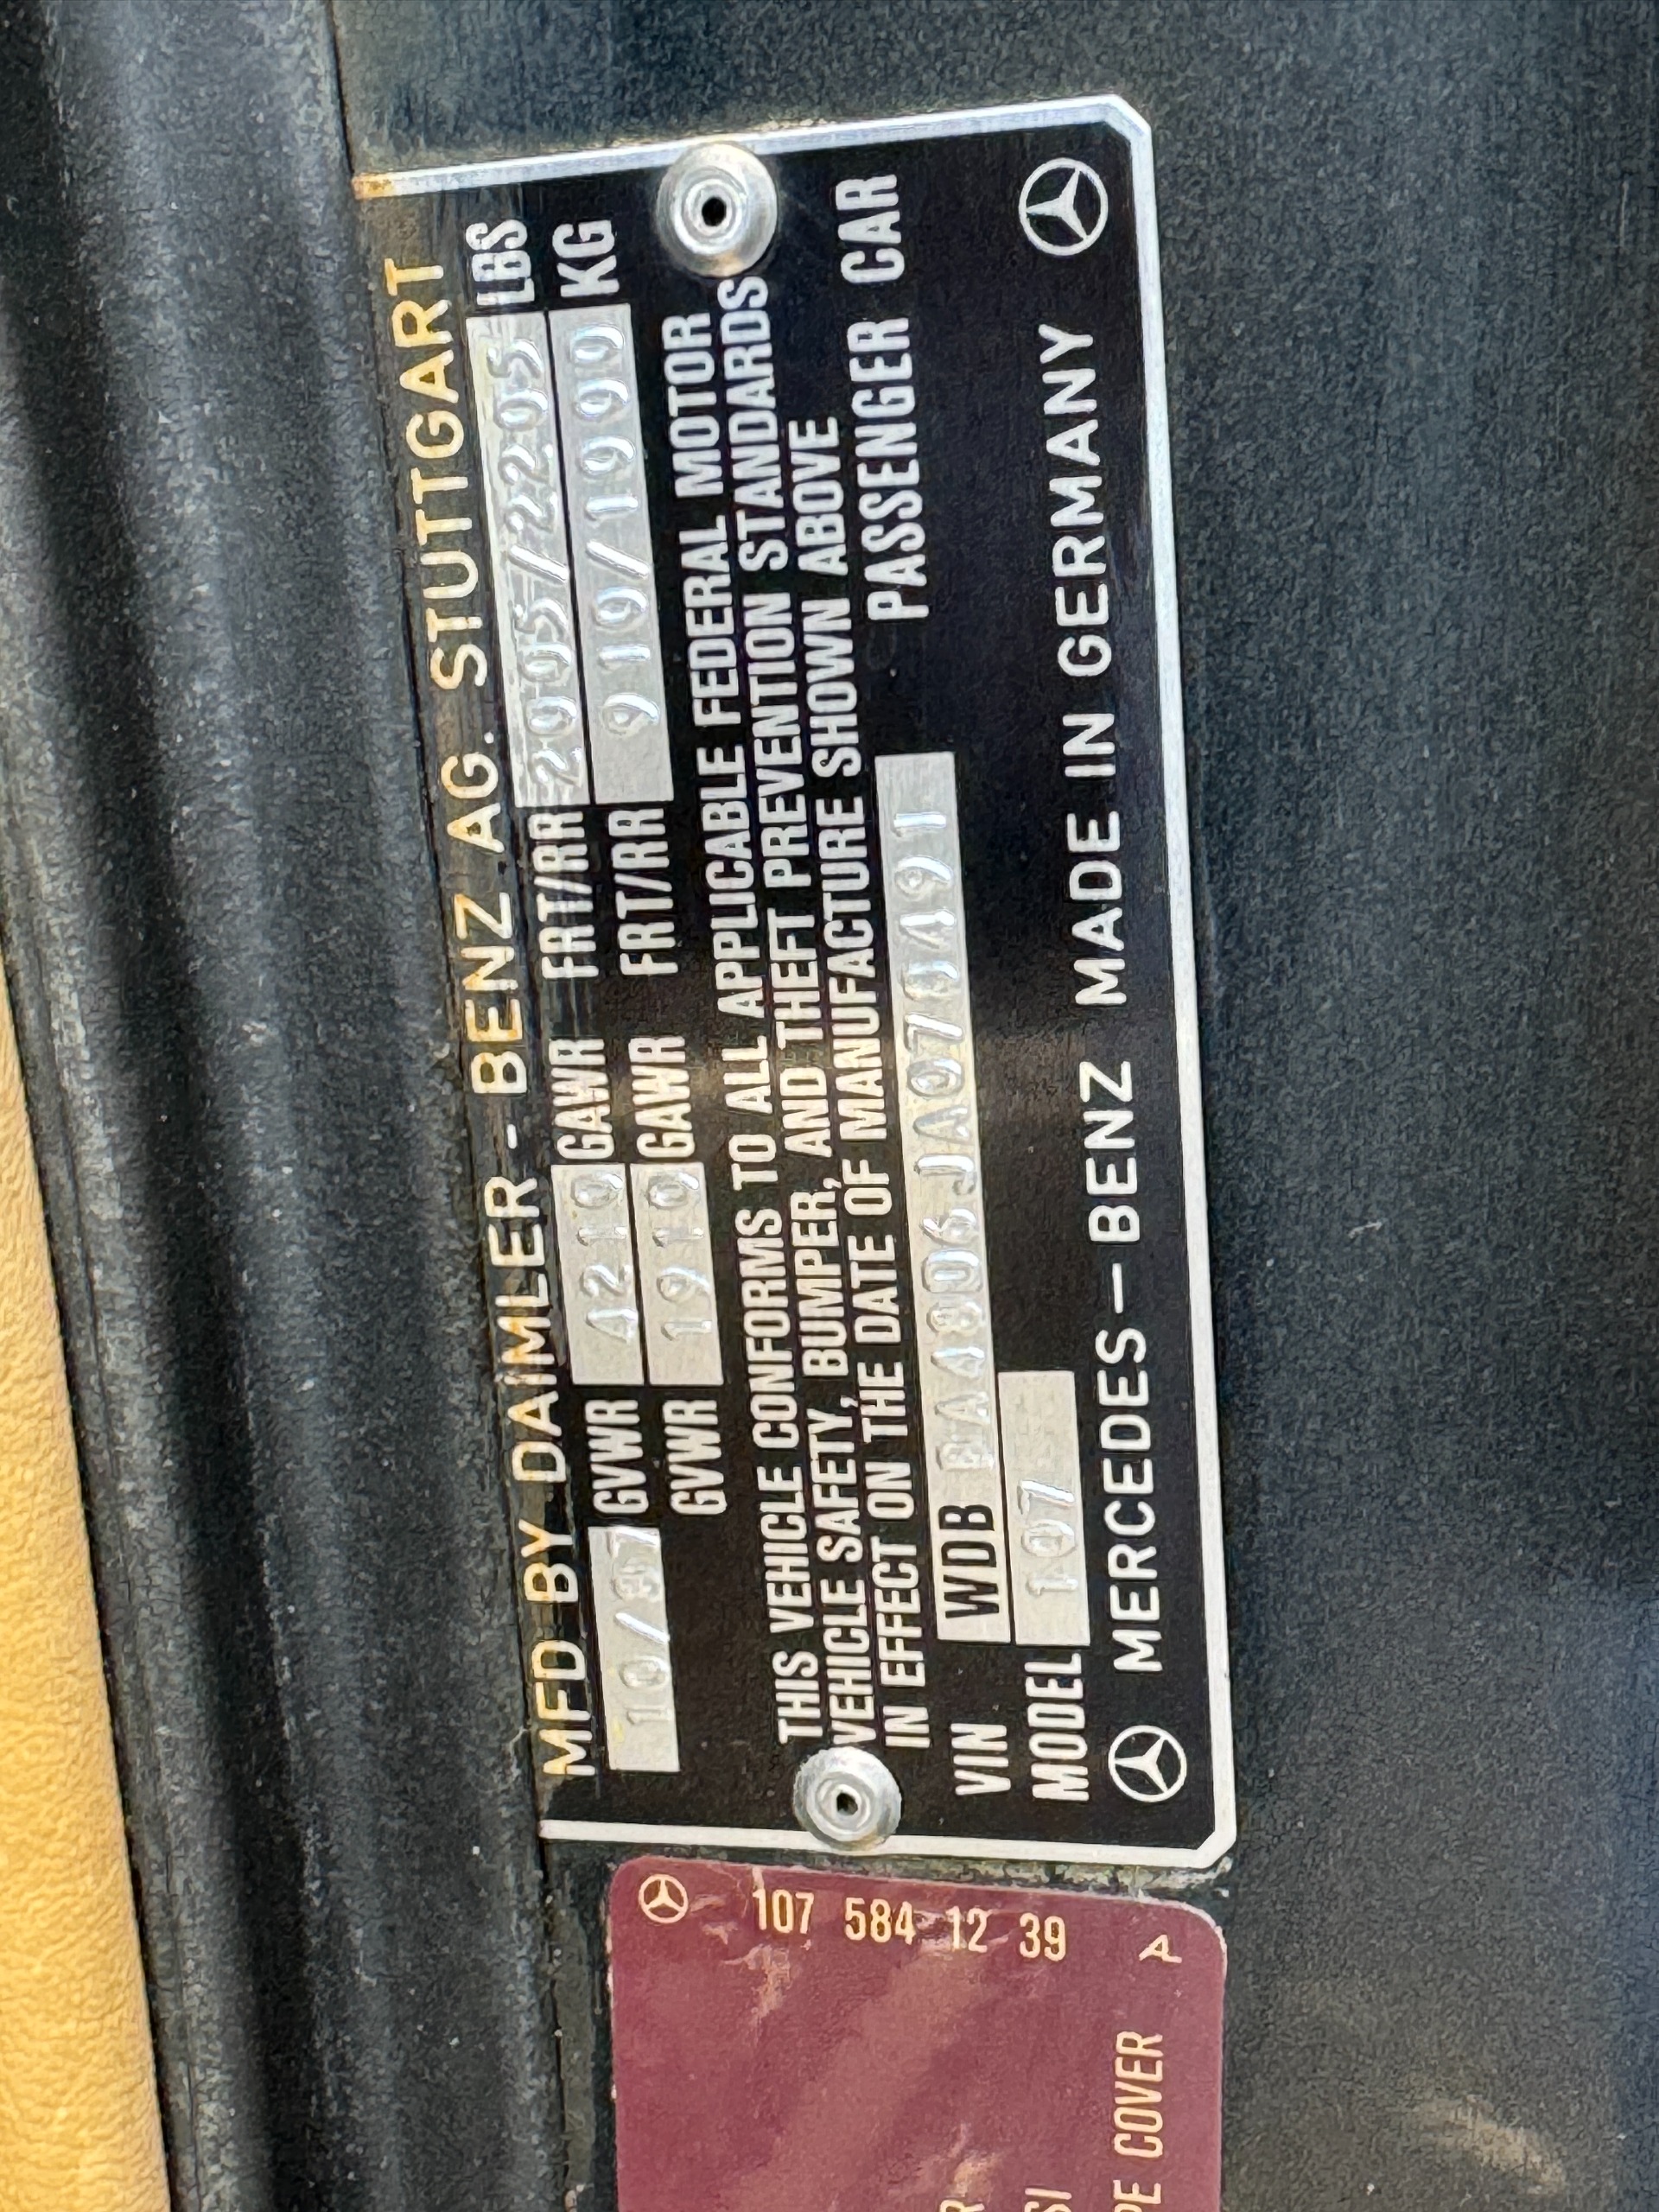 MFD BY DAIMLER - BENZ AG. STUTTGART
10/87 GVWR 4210 GAWR FRT/RR 2005/2205 LBS
GVWR 1910 GAWR FRT/RR 910/1000 KG
THIS VEHICLE CONFORMS TO ALL APPLICABLE FEDERAL MOTOR
VEHICLE SAFETY, BUMPER, AND THEFT PREVENTION STANDARDS
IN EFFECT ON THE DATE OF MANUFACTURE SHOWN ABOVE
VIN WDB BA48D6JA078491 PASSENGER CAR
MODEL 107
MERCEDES-BENZ MADE IN GERMANY
107 584 12 39 A
COVER